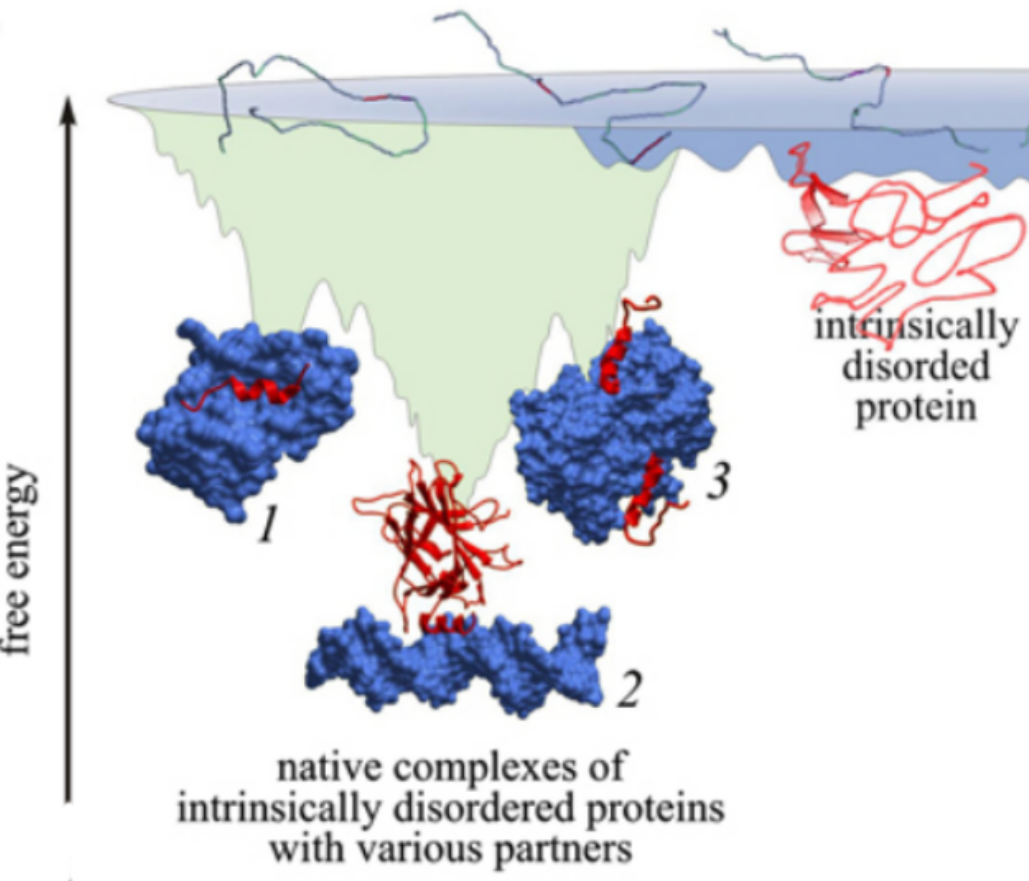 intrinsically
disorded
protein
free energy
1
3
2
native complexes of
intrinsically disordered proteins
with various partners